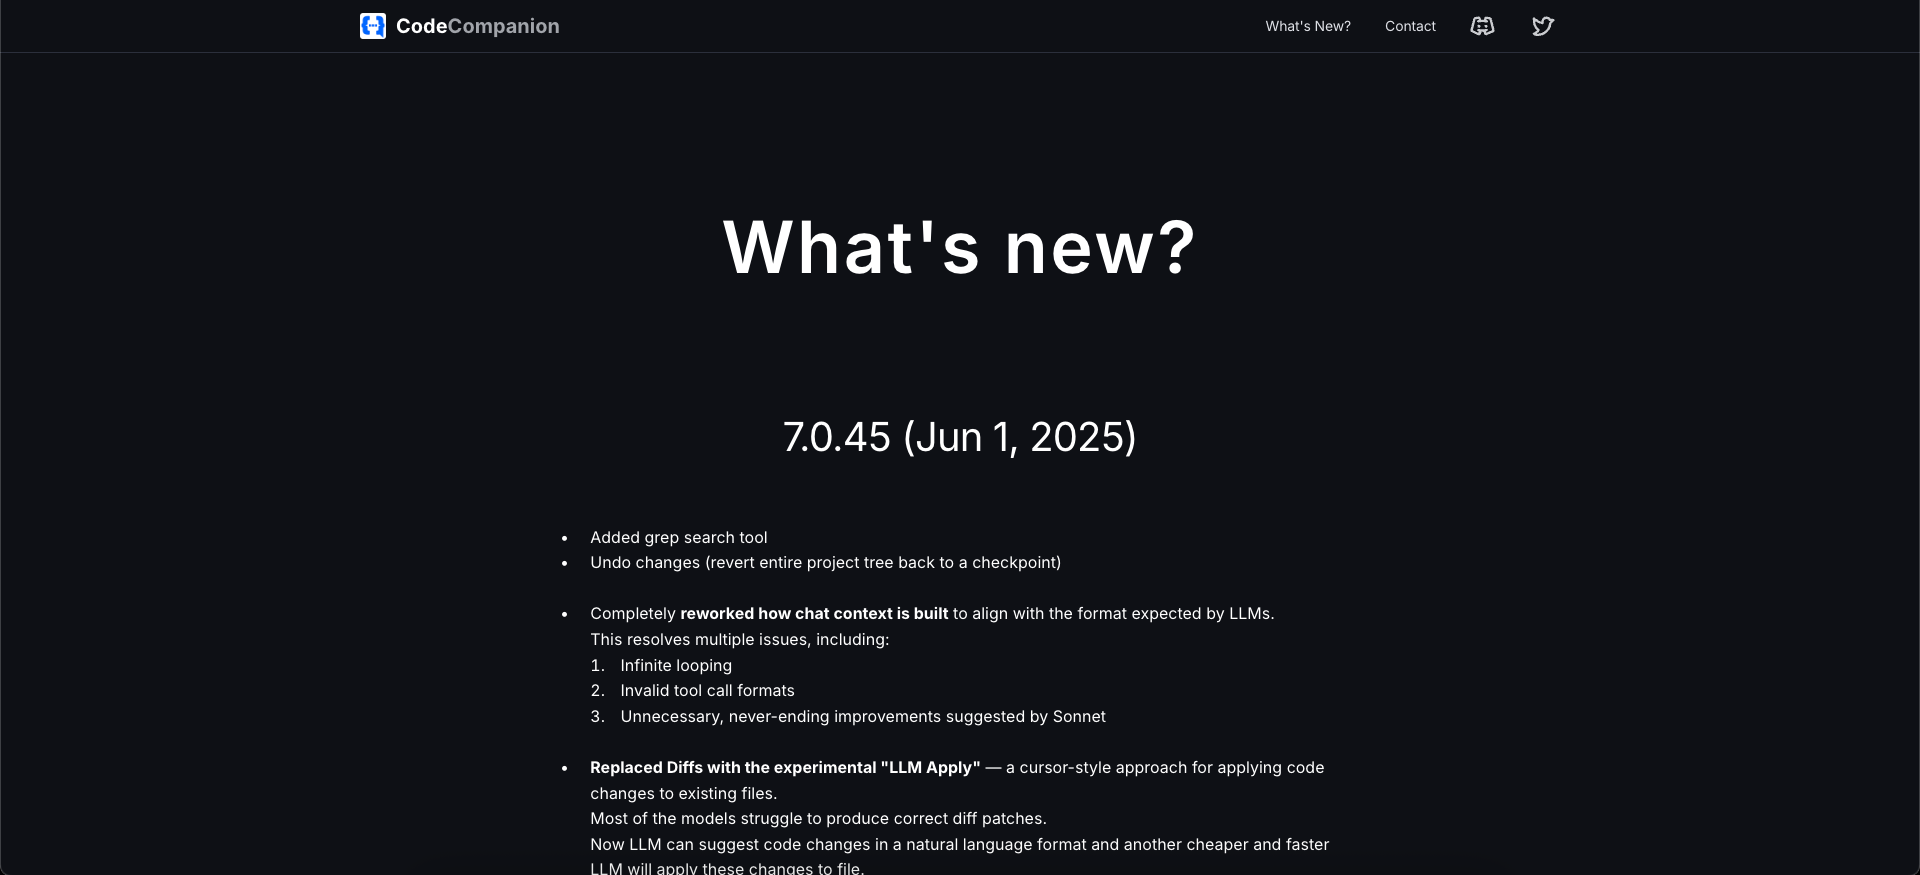 CodeCompanion
What's New?
Contact
What's new?
7.0.45 (Jun 1, 2025)
• Added grep search tool
• Undo changes (revert entire project tree back to a checkpoint)
• Completely reworked how chat context is built to align with the format expected by LLMs.
This resolves multiple issues, including:
1. Infinite looping
2. Invalid tool call formats
3. Unnecessary, never-ending improvements suggested by Sonnet
• Replaced Diffs with the experimental "LLM Apply" — a cursor-style approach for applying code
changes to existing files.
Most of the models struggle to produce correct diff patches.
Now LLM can suggest code changes in a natural language format and another cheaper and faster
LLM will apply these changes to file.